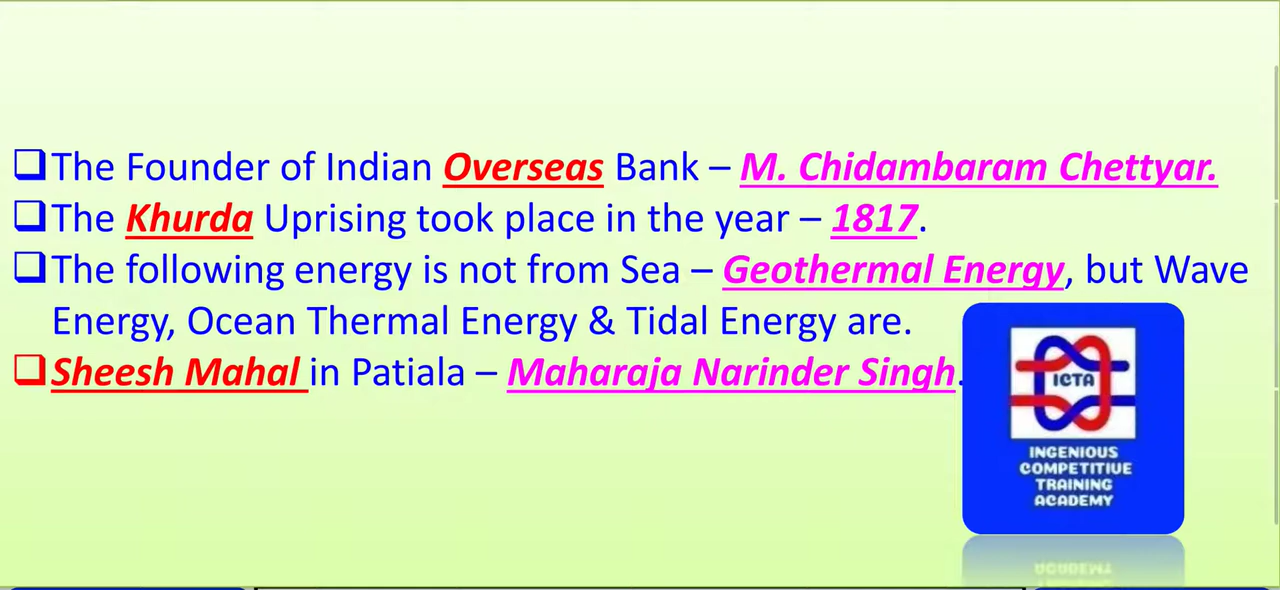 ❑The Founder of Indian Overseas Bank – M. Chidambaram Chettyar.
❑The Khurda Uprising took place in the year – 1817.
❑The following energy is not from Sea – Geothermal Energy, but Wave
Energy, Ocean Thermal Energy & Tidal Energy are.
❑Sheesh Mahal in Patiala – Maharaja Narinder Singh.
ICTA
INGENIOUS
COMPETITIVE
TRAINING
ACADEMY